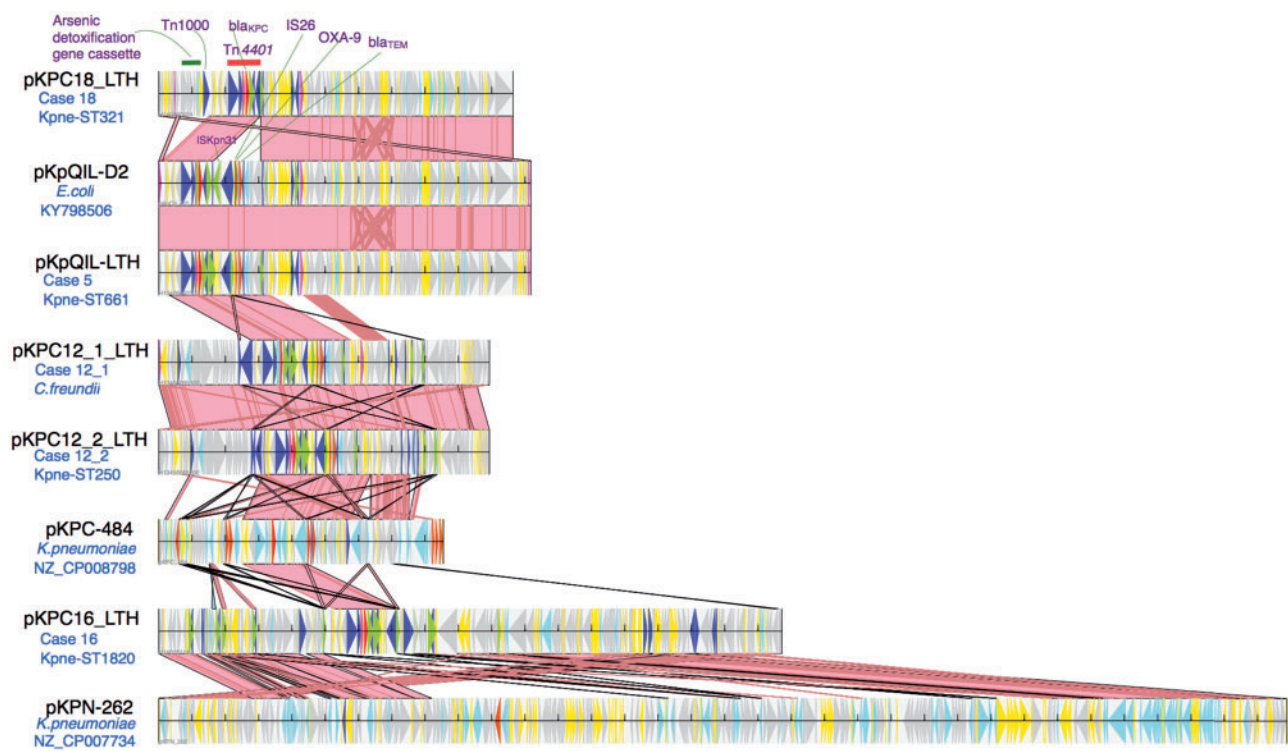 Arsenic
detoxification
gene cassette
Tn1000
blaKPC
Tn4401
IS26
OXA-9
blaTEM
pKPC18_LTH
Case 18
Kpne-ST321
ISKpn31
pKpQIL-D2
E.coli
KY798506
pKpQIL-LTH
Case 5
Kpne-ST661
pKPC12_1_LTH
Case 12_1
C.freundii
pKPC12_2_LTH
Case 12_2
Kpne-ST250
pKPC-484
K.pneumoniae
NZ_CP008798
pKPC16_LTH
Case 16
Kpne-ST1820
pKPN-262
K.pneumoniae
NZ_CP007734